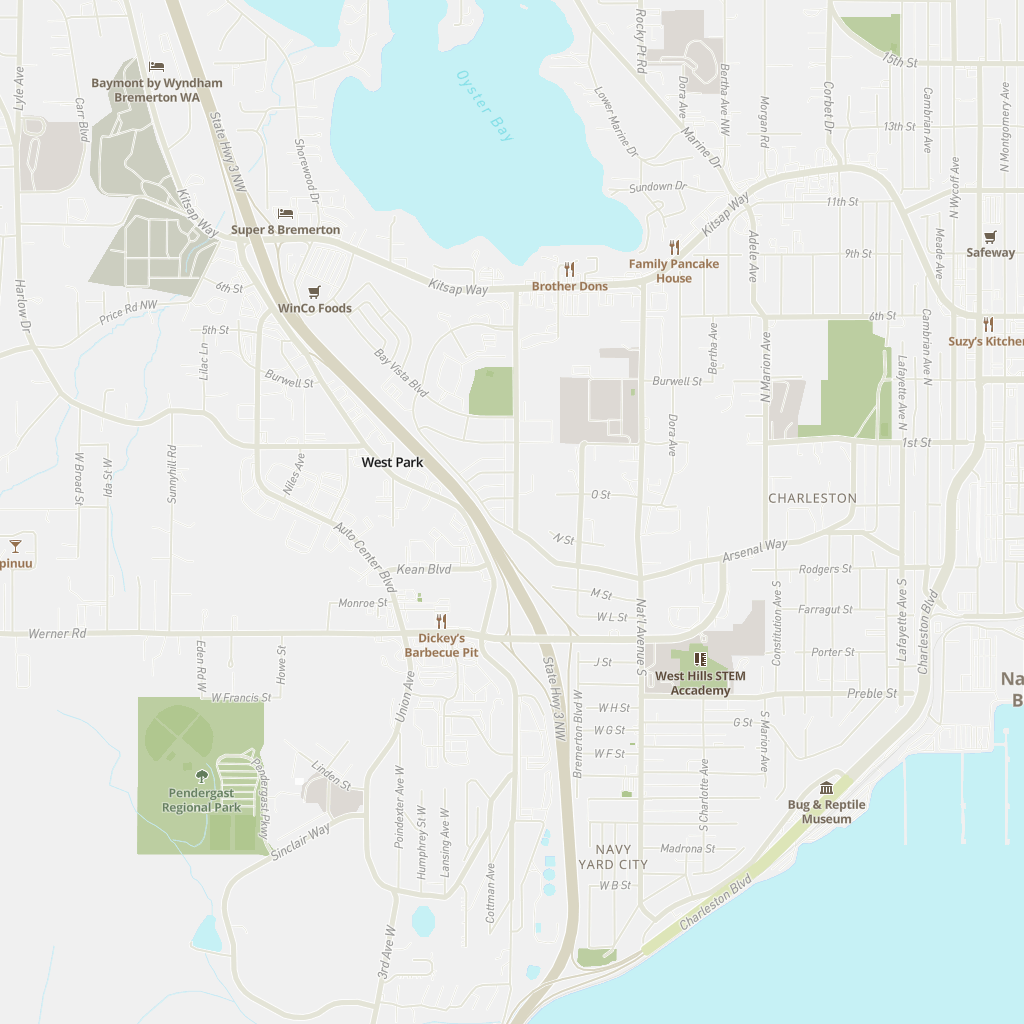 Oyster Bay
Rocky Pt Rd
15th St
Baymont by Wyndham
Bremerton WA
Lyle Ave
Carr Blvd
State Hwy 3 NW
Shorewood Dr
Lower Marine Dr
Dora Ave
Bertha Ave NW
Marine Dr
Morgan Rd
Corbet Dr
Cambrian Ave
N Montgomery Ave
13th St
Sundown Dr
Kitsap Way
11th St
N Wycoff Ave
Kitsap Way
Super 8 Bremerton
Adele Ave
9th St
Meade Ave
Safeway
Family Pancake
House
Brother Dons
Kitsap Way
6th St
WinCo Foods
Price Rd NW
Harlow Dr
5th St
Lilac Ln
Burwell St
Bay Vista Blvd
6th St
Cambrian Ave N
Suzy's Kitchen
Bertha Ave
N Marion Ave
Lafayette Ave N
Burwell St
Dora Ave
1st St
West Park
W Broad St
Ida St W
Sunnyhill Rd
Niles Ave
O St
CHARLESTON
N St
Auto Center Blvd
Arsenal Way
pinuu
Kean Blvd
Rodgers St
M St
Monroe St
W L St
Nat'l Avenue S
Constitution Ave S
Farragut St
Lafayette Ave S
Charleston Blvd
Werner Rd
Dickey's
Barbecue Pit
Eden Rd W
Howe St
J St
Porter St
West Hills STEM
Accademy
Na
B
State Hwy 3 NW
W Francis St
Union Ave
Bremerton Blvd W
W H St
Preble St
G St
S Marion Ave
W G St
W F St
Linden St
Pendergast
Regional Park
Pendergast Pkwy
Poindexter Ave W
Humphrey St W
Lansing Ave W
S Charlotte Ave
Bug & Reptile
Museum
Sinclair Way
NAVY
YARD CITY
Madrona St
Cottman Ave
W B St
Charleston Blvd
3rd Ave W